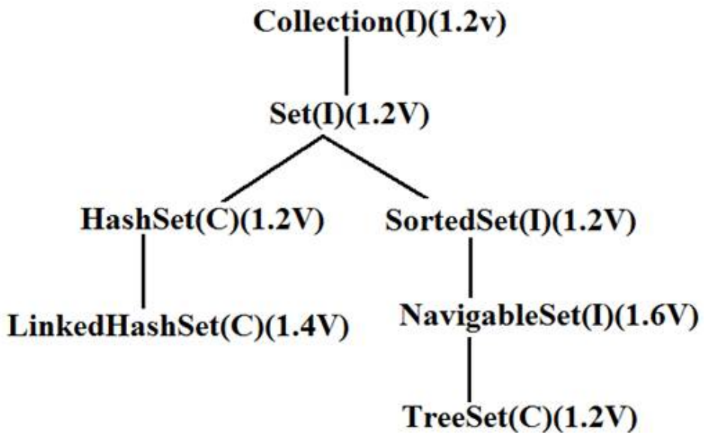 Collection(I)(1.2v)
Set(I)(1.2V)
HashSet(C)(1.2V)
SortedSet(I)(1.2V)
LinkedHashSet(C)(1.4V)
NavigableSet(I)(1.6V)
TreeSet(C)(1.2V)